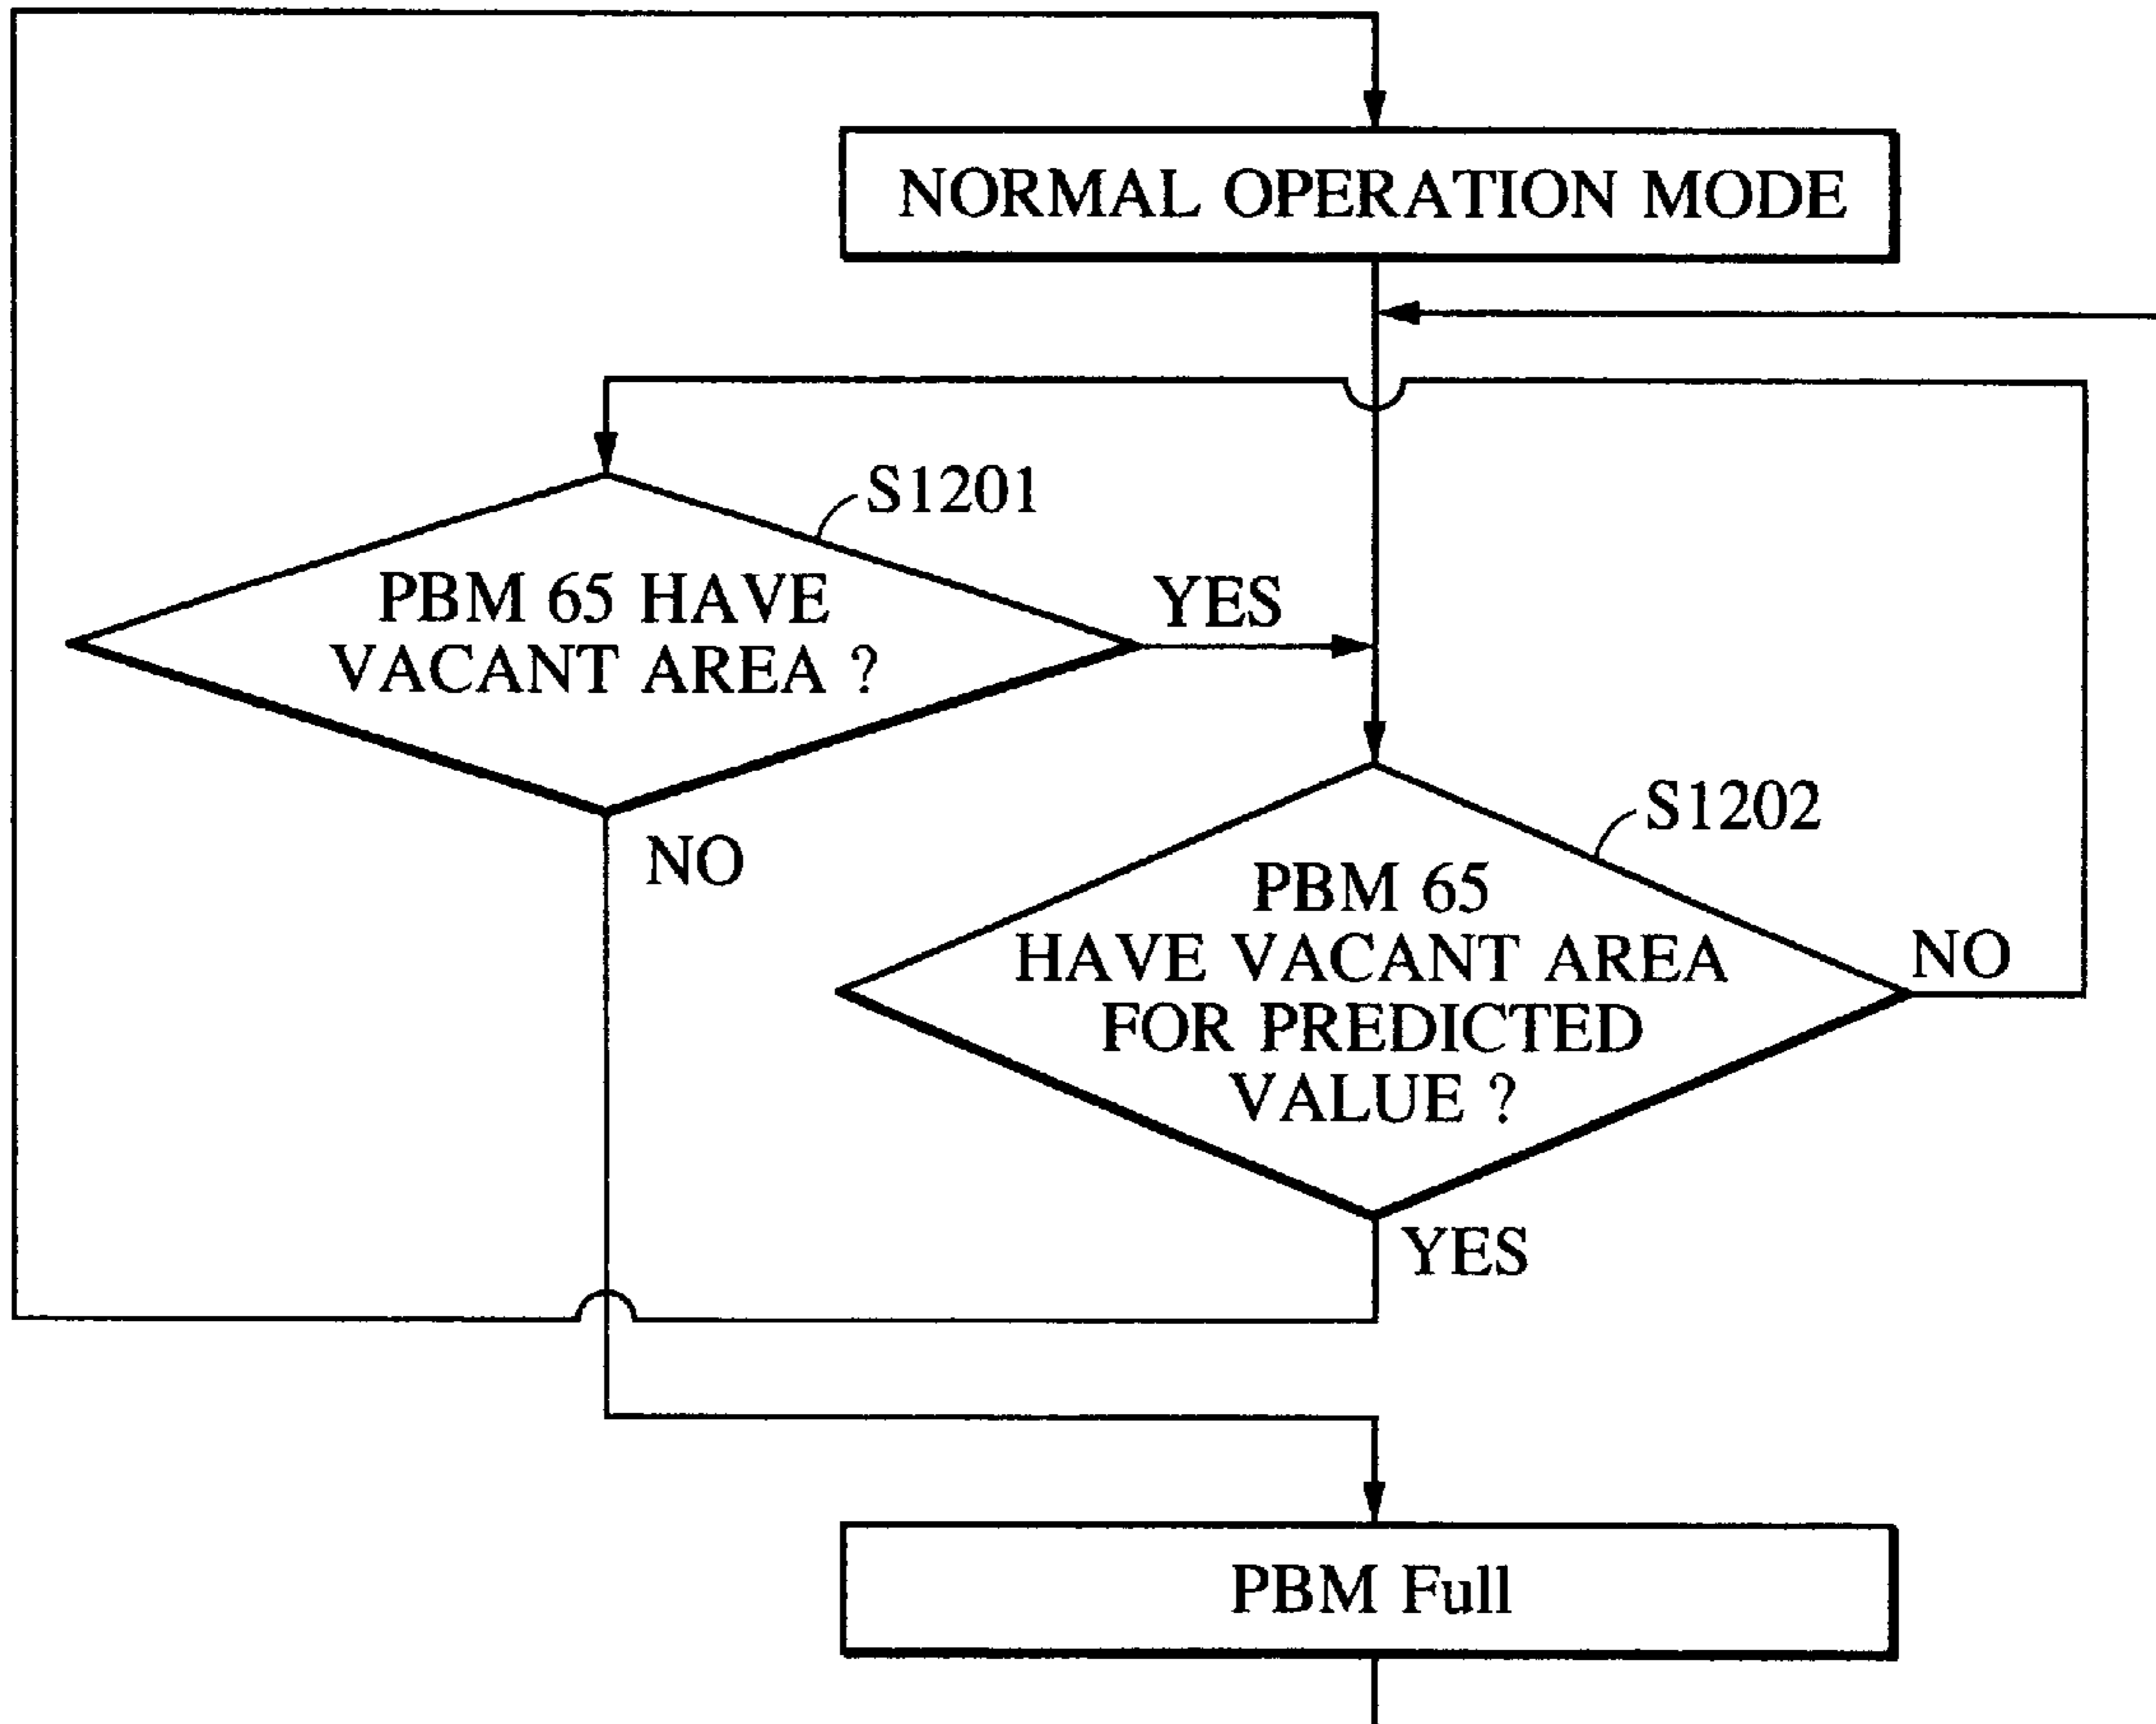 NORMAL OPERATION MODE
S1201
PBM 65 HAVE
VACANT AREA ?
YES
NO
S1202
PBM 65
HAVE VACANT AREA
FOR PREDICTED
VALUE ?
NO
YES
PBM Full